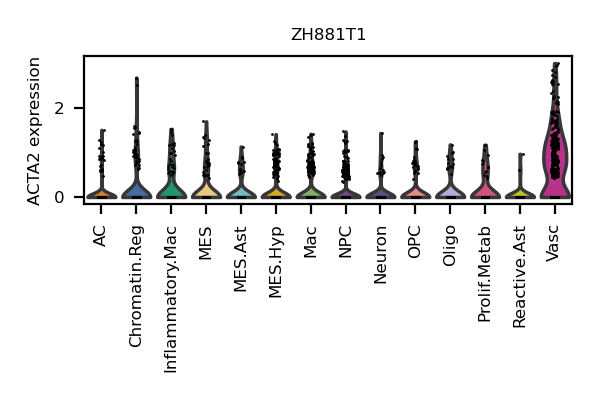 ZH881T1
ACTA2 expression
2
0
AC
Chromatin.Reg
Inflammatory.Mac
MES
MES.Ast
MES.Hyp
Mac
NPC
Neuron
OPC
Oligo
Prolif.Metab
Reactive.Ast
Vasc